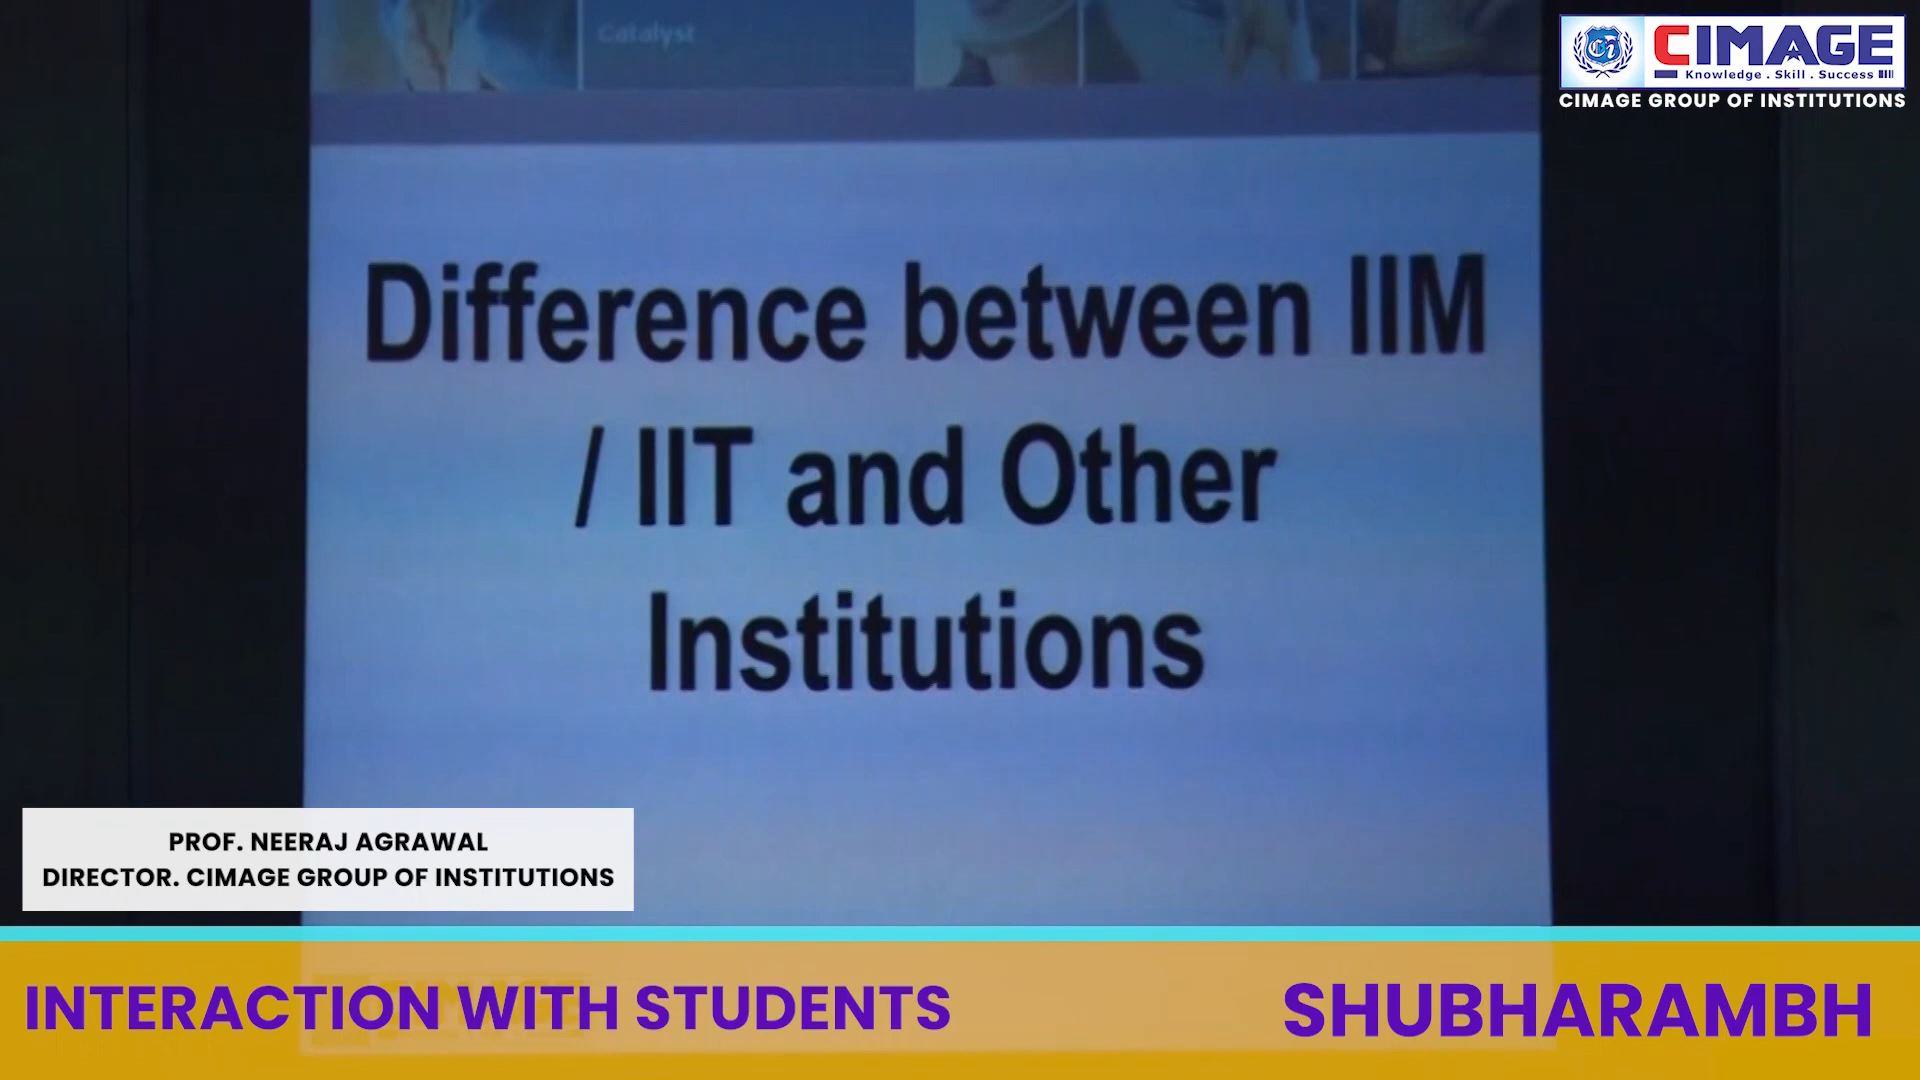 Catalyst
CIMAGE
Knowledge . Skill . Success
CIMAGE GROUP OF INSTITUTIONS
Difference between IIM
/ IIT and Other
Institutions
PROF. NEERAJ AGRAWAL
DIRECTOR. CIMAGE GROUP OF INSTITUTIONS
INTERACTION WITH STUDENTS
SHUBHARAMBH